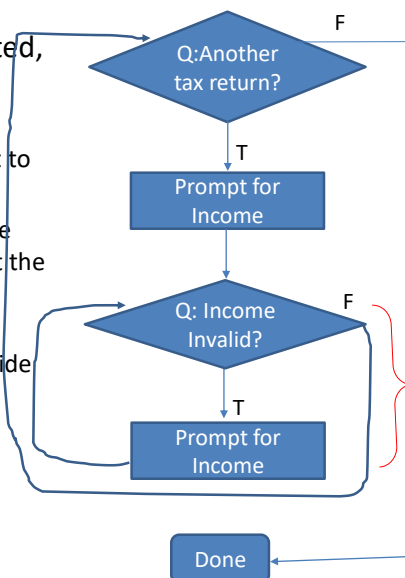 F
ted,
Q:Another
tax return?
t to
T
Prompt for
Income
e
t the
Q: Income
Invalid?
F
ide
T
Prompt for
Income
Done